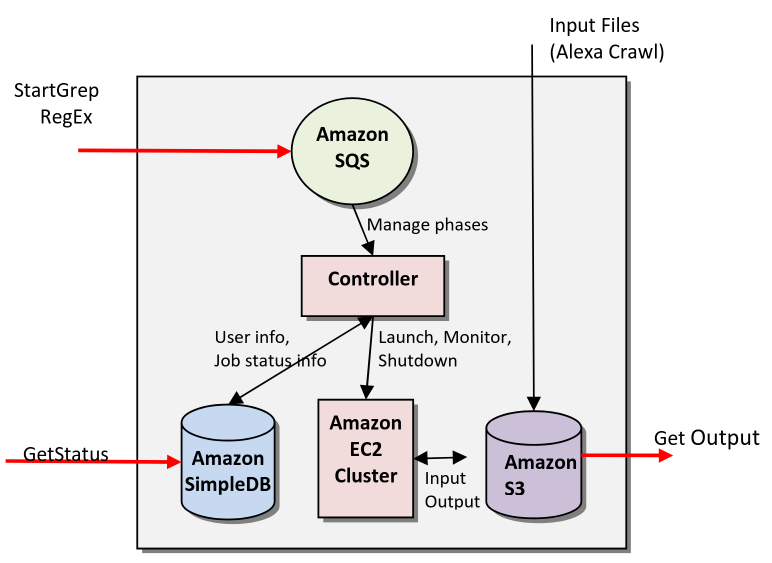 Input Files
(Alexa Crawl)
StartGrep
RegEx
Amazon
SQS
Manage phases
Controller
User info,
Job status info
Launch, Monitor,
Shutdown
Amazon
EC2
Cluster
GetStatus
Amazon
SimpleDB
Input
Output
Amazon
S3
Get Output